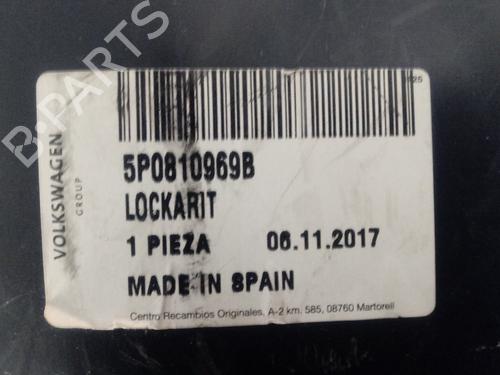 B-PARTS
125
VOLKSWAGEN
GROUP
5P0810969B
LOCKARIT
1 PIEZA 06.11.2017
MADE IN SPAIN
Centro Recambios Originales, A-2 km. 585, 08760 Martorell